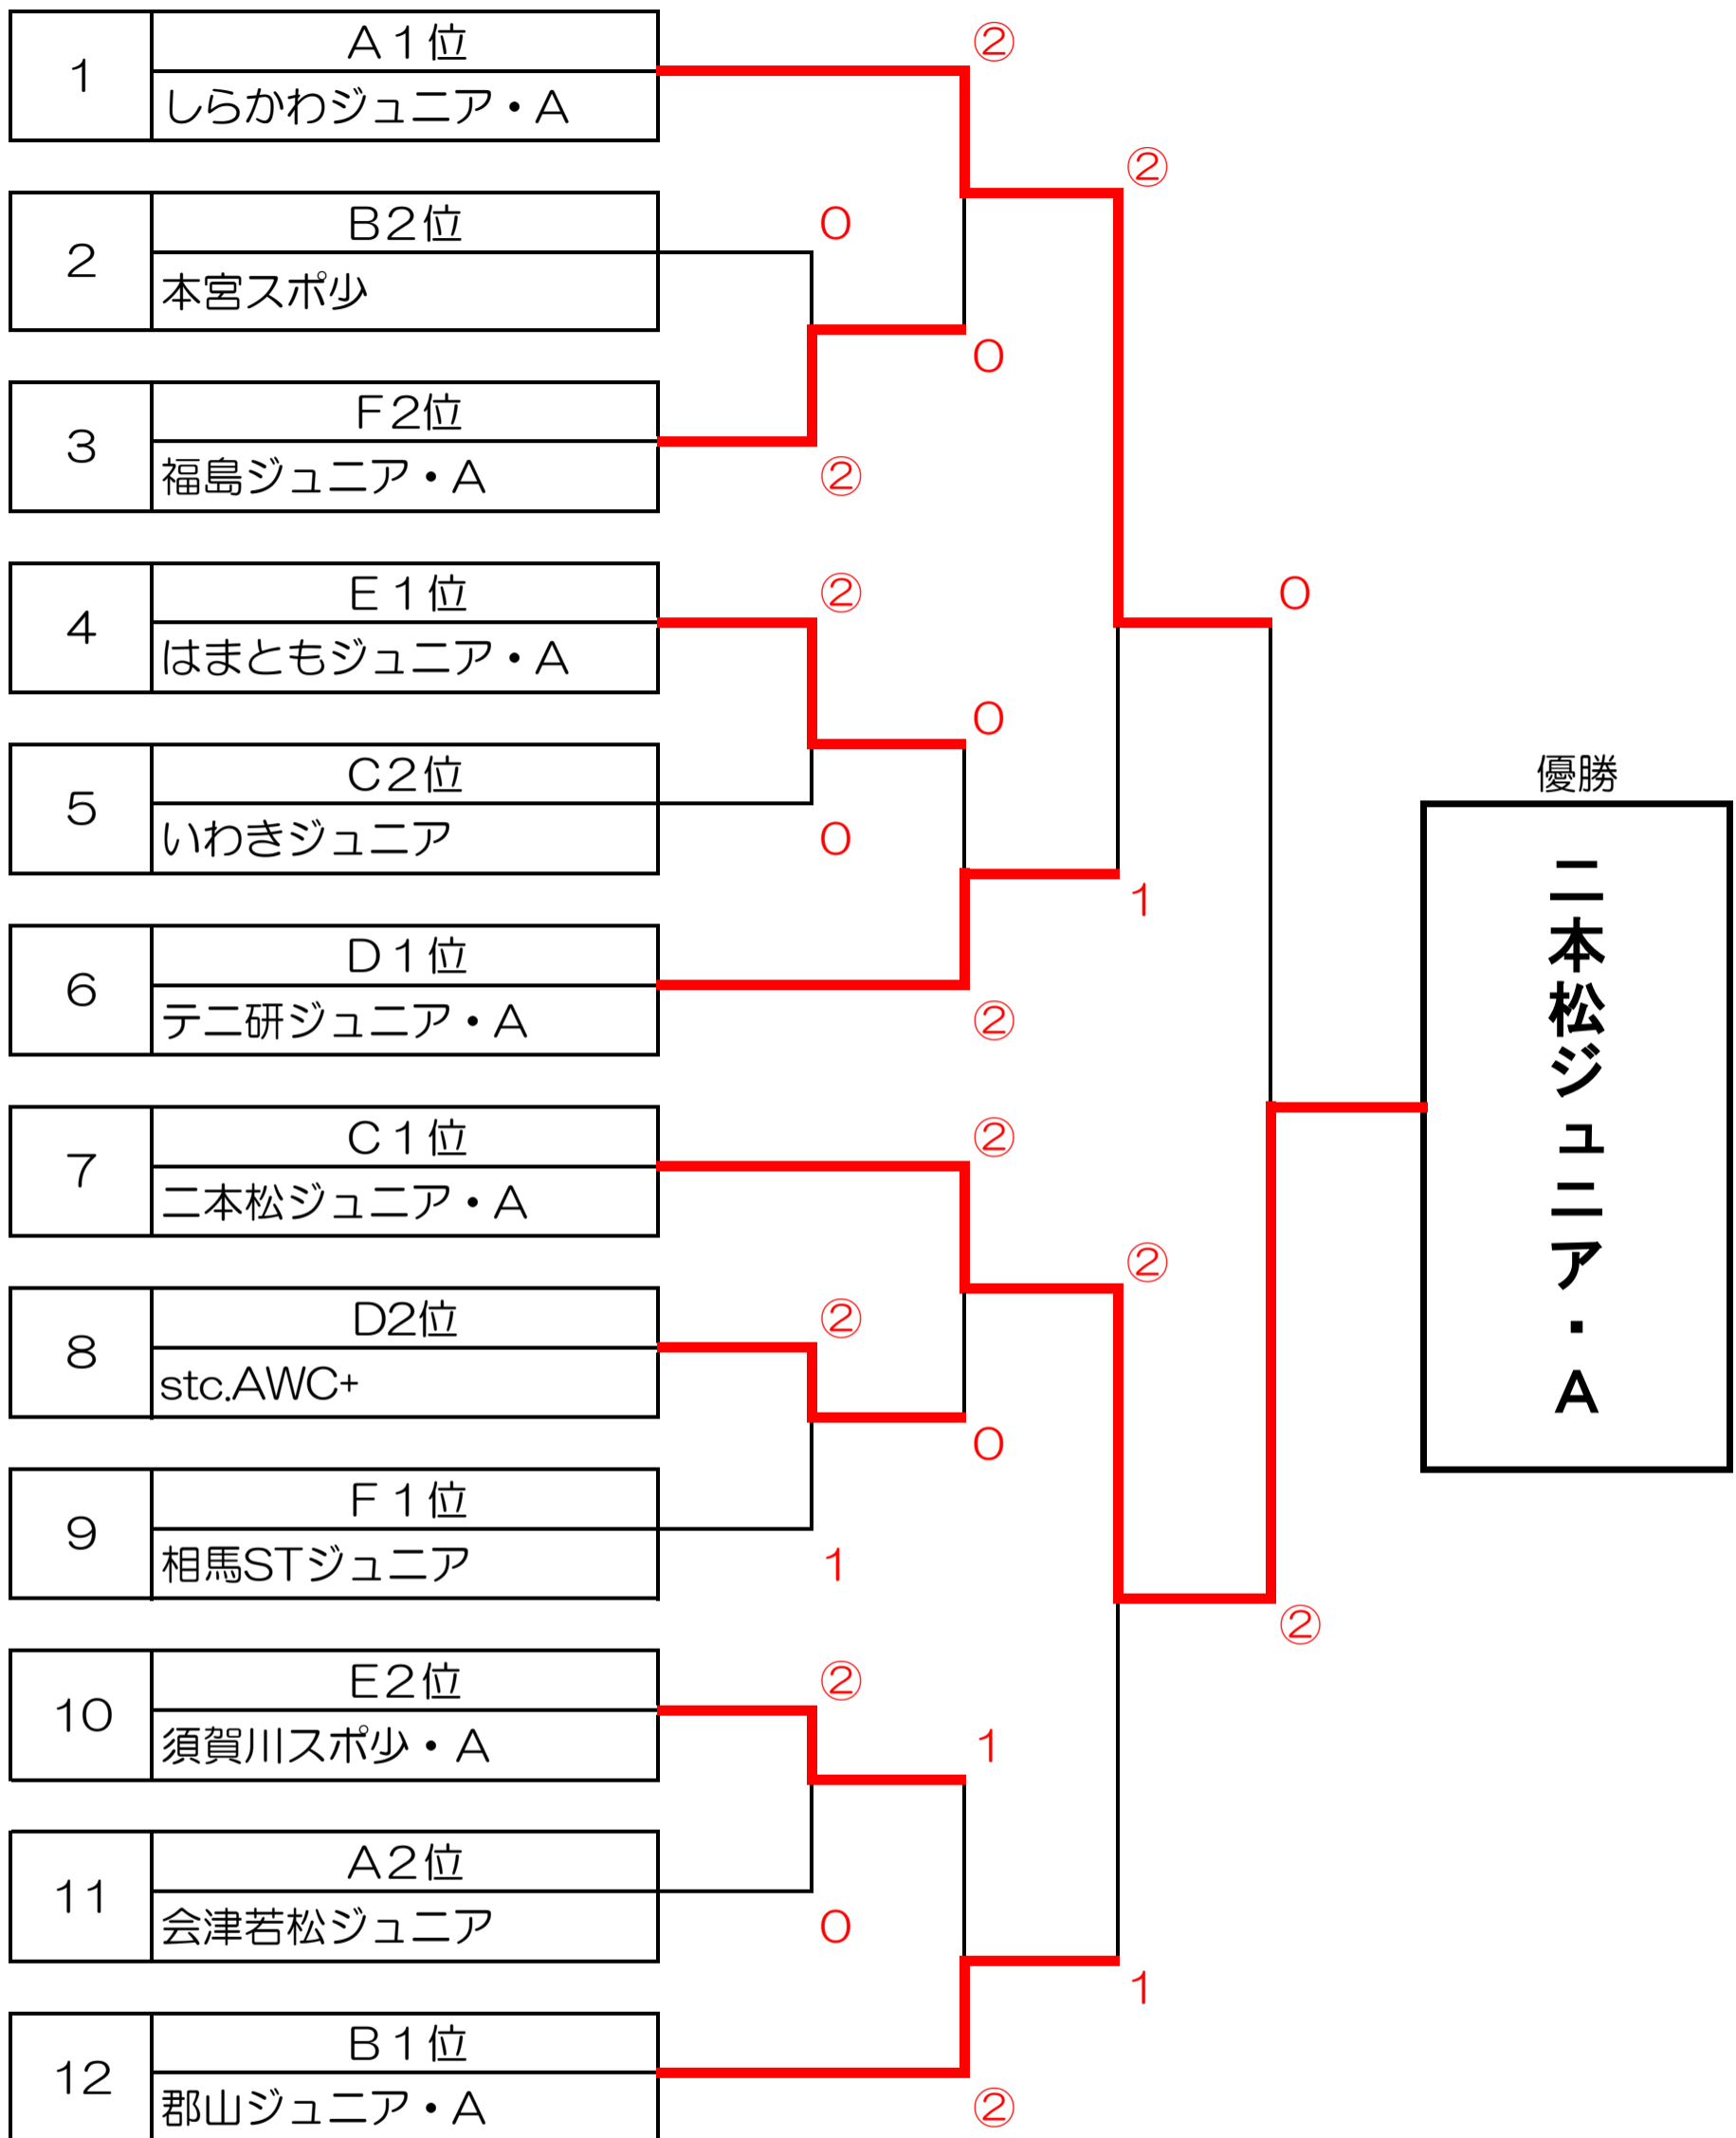 1
A1位
しらかわジュニア・A
②
②
2
B2位
本宮スポ少
0
0
3
F2位
福島ジュニア・A
②
4
E1位
はまともジュニア・A
②
0
0
5
C2位
いわきジュニア
0
1
6
D1位
テニ研ジュニア・A
②
7
C1位
二本松ジュニア・A
②
②
8
D2位
stc.AWC+
②
0
9
F1位
相馬STジュニア
1
②
10
E2位
須賀川スポ少・A
②
1
11
A2位
会津若松ジュニア
0
1
12
B1位
郡山ジュニア・A
②
優勝
二本松ジュニア・A